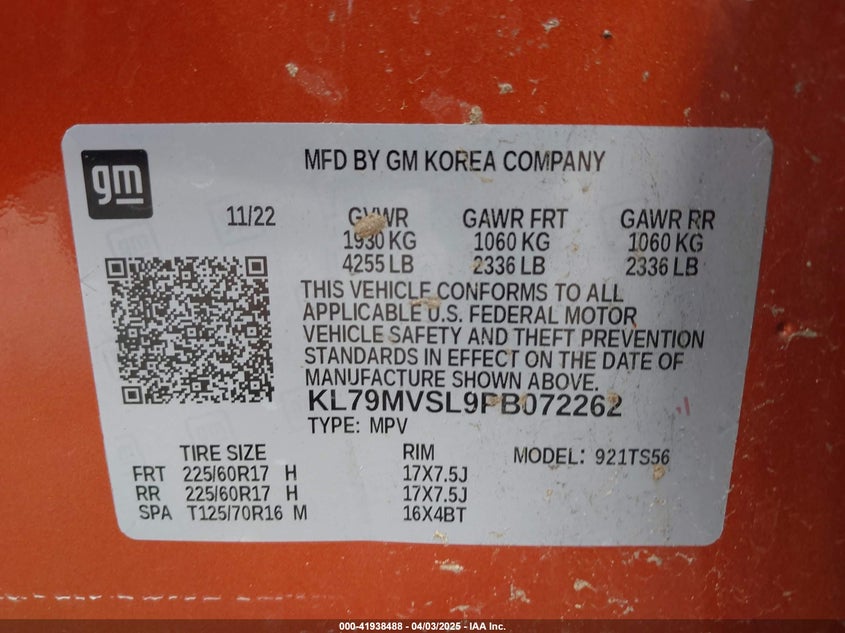 gm
MFD BY GM KOREA COMPANY
11/22 GVWR GAWR FRT GAWR RR
1930 KG 1060 KG 1060 KG
4255 LB 2336 LB 2336 LB
THIS VEHICLE CONFORMS TO ALL
APPLICABLE U.S. FEDERAL MOTOR
VEHICLE SAFETY AND THEFT PREVENTION
STANDARDS IN EFFECT ON THE DATE OF
MANUFACTURE SHOWN ABOVE.
KL79MVSL9PB072262
TYPE: MPV
TIRE SIZE RIM MODEL: 921TS56
FRT 225/60R17 H 17X7.5J
RR 225/60R17 H 17X7.5J
SPA T125/70R16 M 16X4BT
000-41938488 - 04/03/2025 - IAA Inc.